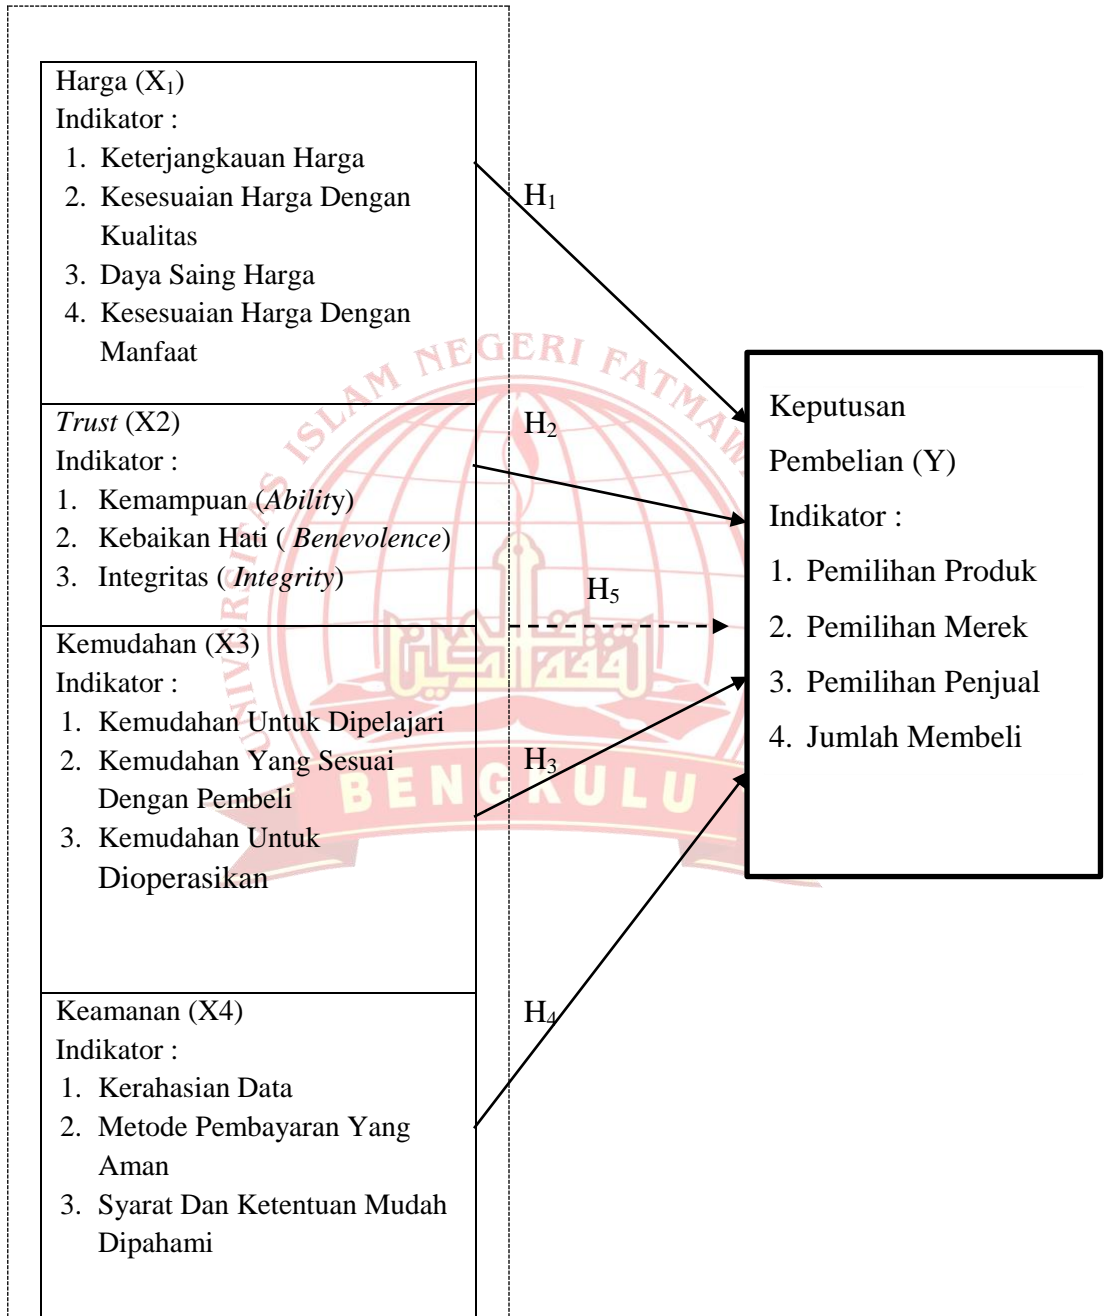 Harga (X₁)
Indikator :
1. Keterjangkauan Harga
2. Kesesuaian Harga Dengan
Kualitas
3. Daya Saing Harga
4. Kesesuaian Harga Dengan
Manfaat
Trust (X2)
Indikator :
1. Kemampuan (Ability)
2. Kebaikan Hati ( Benevolence)
3. Integritas ( Integrity)
Kemudahan (X3)
Indikator :
1. Kemudahan Untuk Dipelajari
2. Kemudahan Yang Sesuai
Dengan Pembeli
3. Kemudahan Untuk
Dioperasikan
Keamanan (X4)
Indikator :
1. Kerahasian Data
2. Metode Pembayaran Yang
Aman
3. Syarat Dan Ketentuan Mudah
Dipahami
H₁
H₂
H₅
H₃
H₄
Keputusan
Pembelian (Y)
Indikator :
1. Pemilihan Produk
2. Pemilihan Merek
3. Pemilihan Penjual
4. Jumlah Membeli
UNIVERSITAS ISLAM NEGERI
BENGKULU